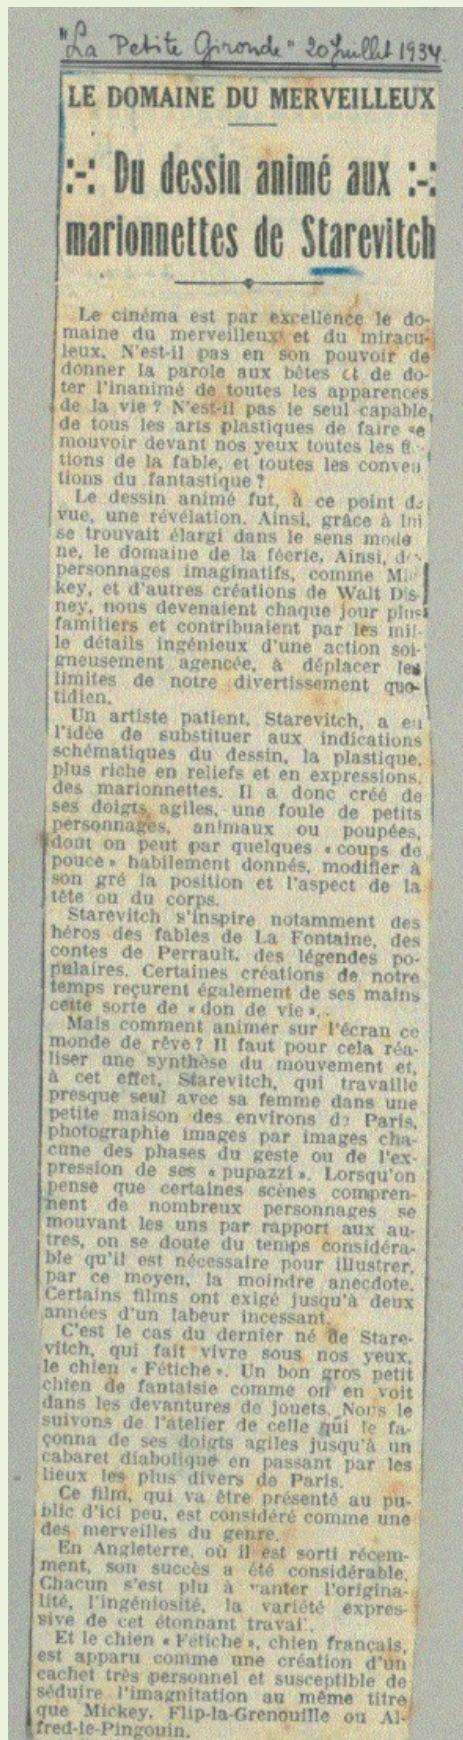 "La Petite Gironde" 20 Juillet 1934.
LE DOMAINE DU MERVEILLEUX
:-: Du dessin animé aux :-:
marionnettes de Starevitch
Le cinéma est par excellence le do-
maine du merveilleux et du miracu-
leux. N'est-il pas en son pouvoir de
donner la parole aux bêtes et de do-
ter l'inanimé de toutes les apparences
de la vie ? N'est-il pas le seul capable,
de tous les arts plastiques de faire se
mouvoir devant nos yeux toutes les
tions de la fable, et toutes les conven
tions du fantastique ?
Le dessin animé fut, à ce point de
vue, une révélation. Ainsi, grâce à lui
se trouvait élargi dans le sens mode
ne, le domaine de la féerie. Ainsi, des
personnages imaginatifs, comme Mic
key, et d'autres créations de Walt Dis
ney, nous devenaient chaque jour plus
familiers et contribuaient par les mil-
le détails ingénieux d'une action soi-
gneusement agencée, à déplacer les
limites de notre divertissement quo-
tidien.
Un artiste patient, Starevitch, a eu
l'idée de substituer aux indications
schématiques du dessin, la plastique,
plus riche en reliefs et en expressions,
des marionnettes. Il a donc créé de
ses doigts agiles, une foule de petits
personnages, animaux ou poupées,
dont on peut par quelques « coups de
pouce » habilement donnés, modifier à
son gré la position et l'aspect de la
tête ou du corps.
Starevitch s'inspire notamment des
héros des fables de La Fontaine, des
contes de Perrault, des légendes po-
pulaires. Certaines créations de notre
temps reçurent également de ses mains
cette sorte de « don de vie ».
Mais comment animer sur l'écran ce
monde de rêve ? Il faut pour cela réa-
liser une synthèse du mouvement et,
à cet effet, Starevitch, qui travaille
presque seul avec sa femme dans une
petite maison des environs de Paris,
photographie images par images cha-
cune des phases du geste ou de l'ex-
pression de ses « pupazzi ». Lorsqu'on
pense que certaines scènes compren-
nent de nombreux personnages se
mouvant les uns par rapport aux au-
tres, on se doute du temps considéra-
ble qu'il est nécessaire pour illustrer,
par ce moyen, la moindre anecdote.
Certains films ont exigé jusqu'à deux
années d'un labeur incessant.
C'est le cas du dernier né de Stare-
vitch, qui fait vivre sous nos yeux,
le chien « Fétiche ». Un bon gros petit
chien de fantaisie comme on en voit
dans les devantures de jouets. Nous le
suivons de l'atelier de celle qui le fa-
çonna de ses doigts agiles jusqu'à un
cabaret diabolique en passant par les
lieux les plus divers de Paris.
Ce film, qui va être présenté au pu-
blic d'ici peu, est considéré comme une
des merveilles du genre.
En Angleterre, où il est sorti récem-
ment, son succès a été considérable.
Chacun s'est plu à vanter l'origina-
lité, l'ingéniosité, la variété expres-
sive de cet étonnant travail.
Et le chien « Fétiche », chien français,
est apparu comme une création d'un
cachet très personnel et susceptible de
séduire l'imagnitation au même titre
que Mickey, Flip-la-Grenouille ou Al-
fred-le-Pingouin.